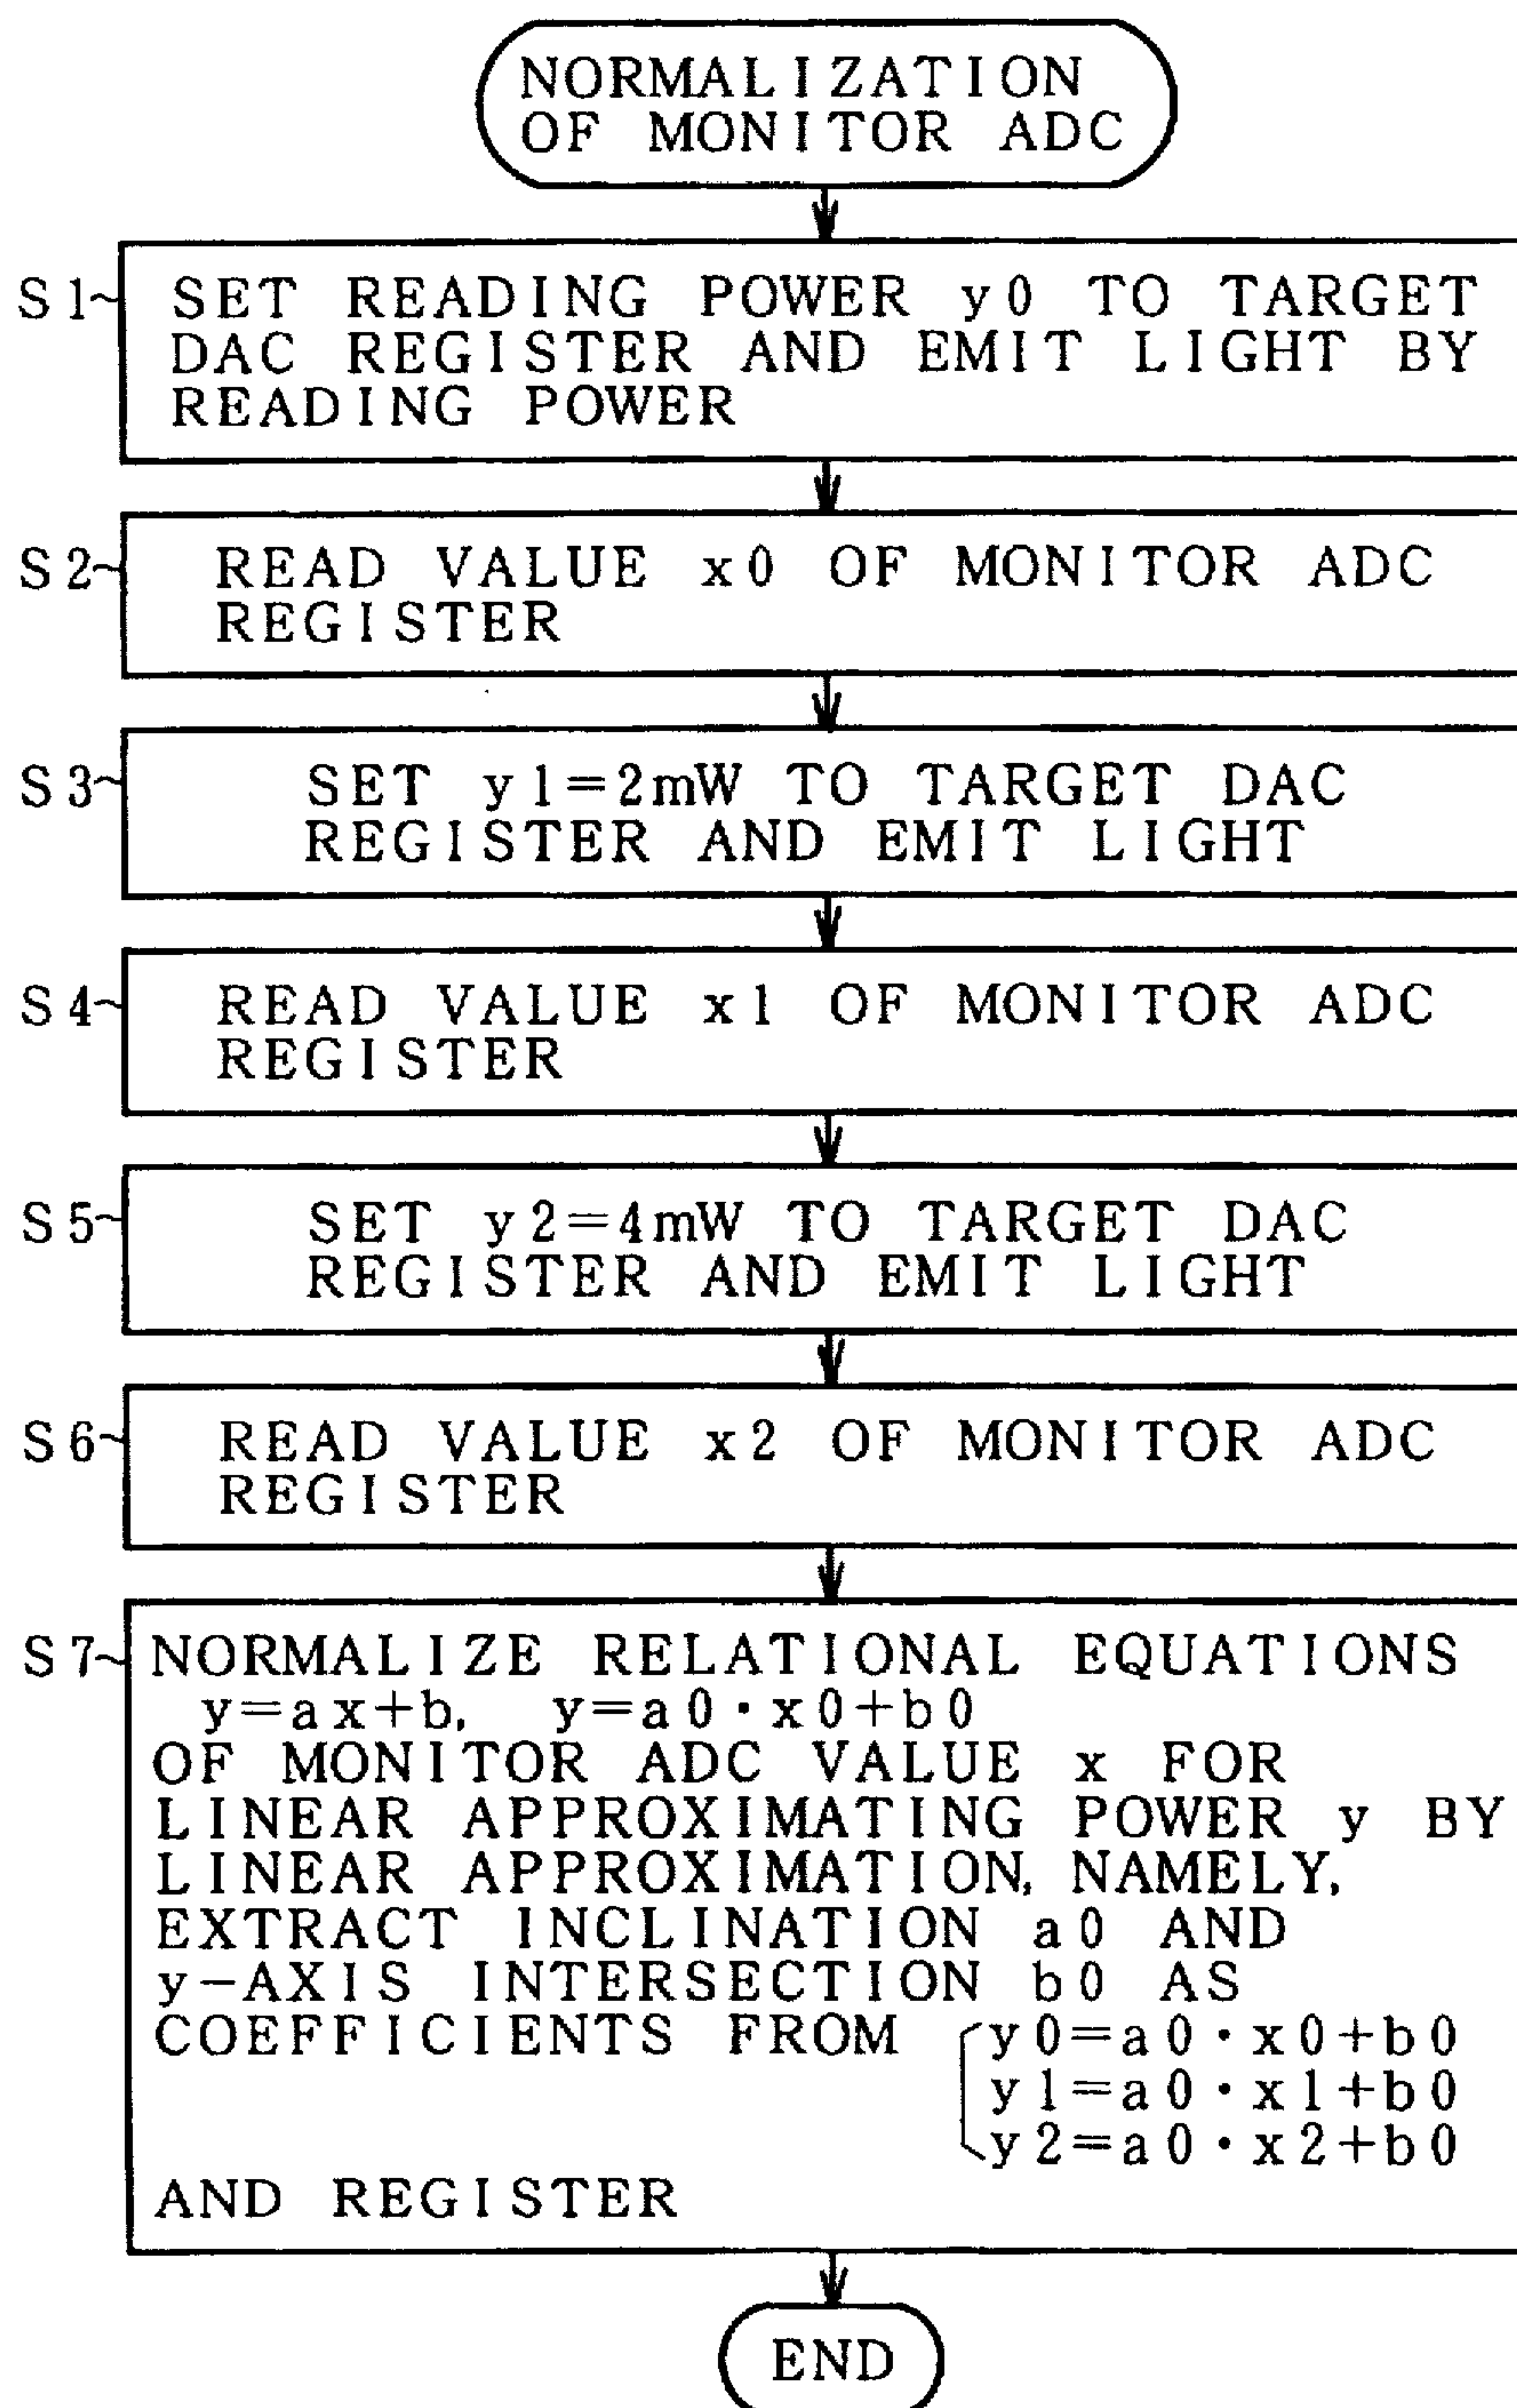 NORMALIZATION
OF MONITOR ADC
S1 SET READING POWER y0 TO TARGET
DAC REGISTER AND EMIT LIGHT BY
READING POWER
S2 READ VALUE x0 OF MONITOR ADC
REGISTER
S3 SET y1=2mW TO TARGET DAC
REGISTER AND EMIT LIGHT
S4 READ VALUE x1 OF MONITOR ADC
REGISTER
S5 SET y2=4mW TO TARGET DAC
REGISTER AND EMIT LIGHT
S6 READ VALUE x2 OF MONITOR ADC
REGISTER
S7 NORMALIZE RELATIONAL EQUATIONS
y=ax+b, y=a0·x0+b0
OF MONITOR ADC VALUE x FOR
LINEAR APPROXIMATING POWER y BY
LINEAR APPROXIMATION, NAMELY,
EXTRACT INCLINATION a0 AND
y-AXIS INTERSECTION b0 AS
COEFFICIENTS FROM y0=a0·x0+b0
y1=a0·x1+b0
y2=a0·x2+b0
AND REGISTER
END